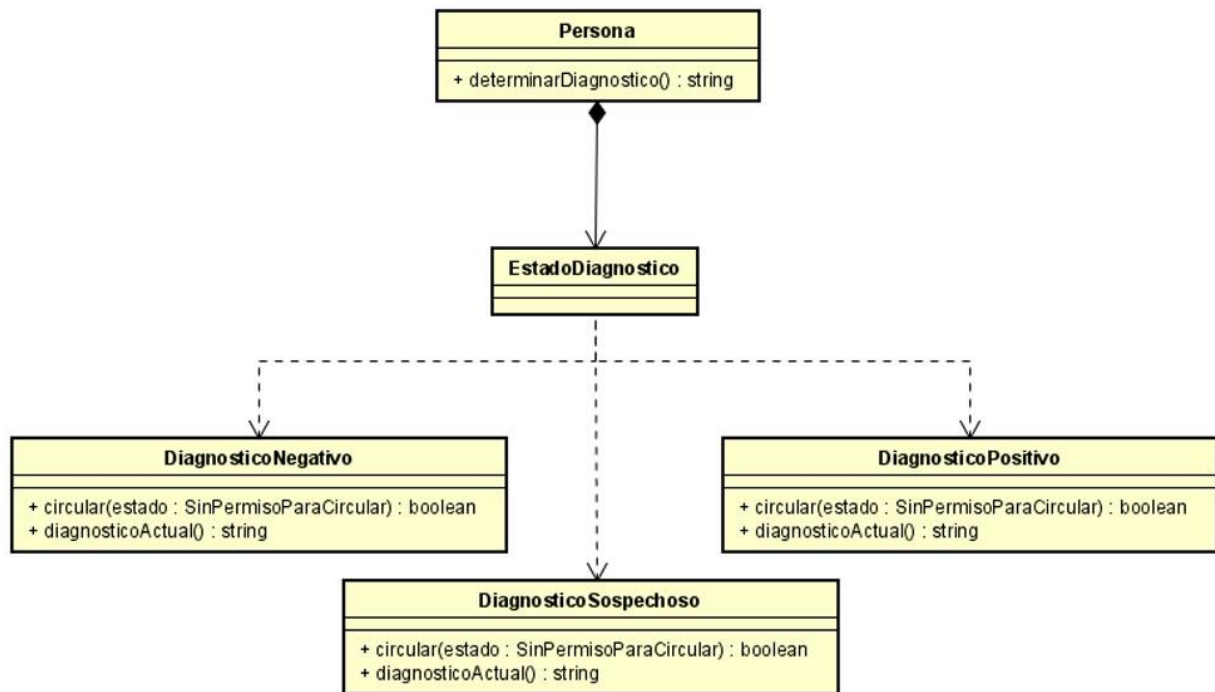 Persona
+ determinarDiagnostico() : string
EstadoDiagnostico
DiagnosticoNegativo
+ circular(estado : SinPermisoParaCircular) : boolean
+ diagnosticoActual() : string
DiagnosticoPositivo
+ circular(estado : SinPermisoParaCircular) : boolean
+ diagnosticoActual() : string
DiagnosticoSospechoso
+ circular(estado : SinPermisoParaCircular) : boolean
+ diagnosticoActual() : string